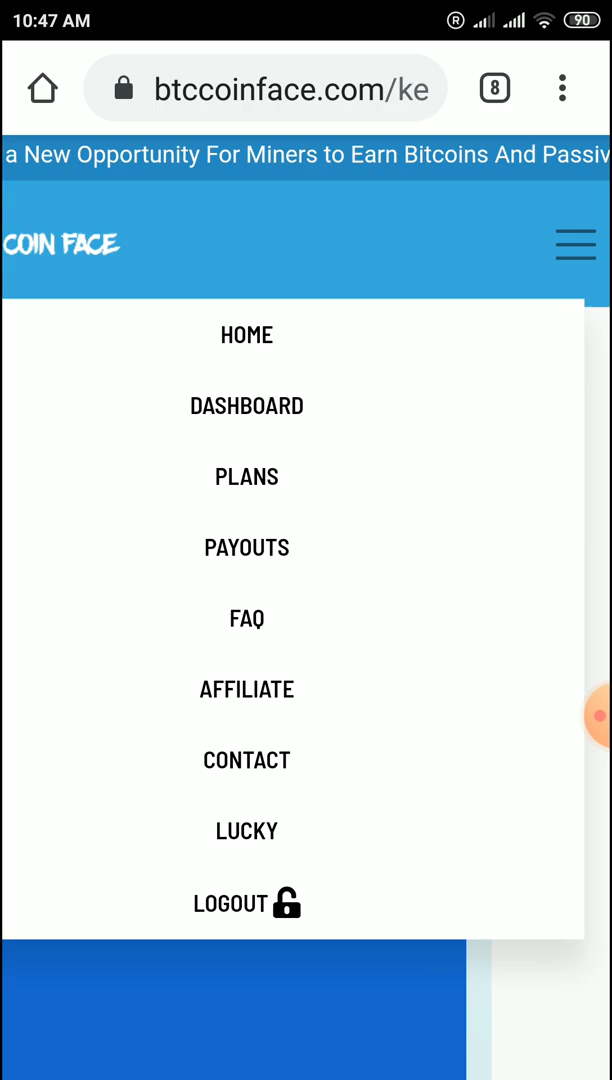 10:47 AM
R
90
btccoinface.com/ke
8
a New Opportunity For Miners to Earn Bitcoins And Passiv
COIN FACE
HOME
DASHBOARD
PLANS
PAYOUTS
FAQ
AFFILIATE
CONTACT
LUCKY
LOGOUT